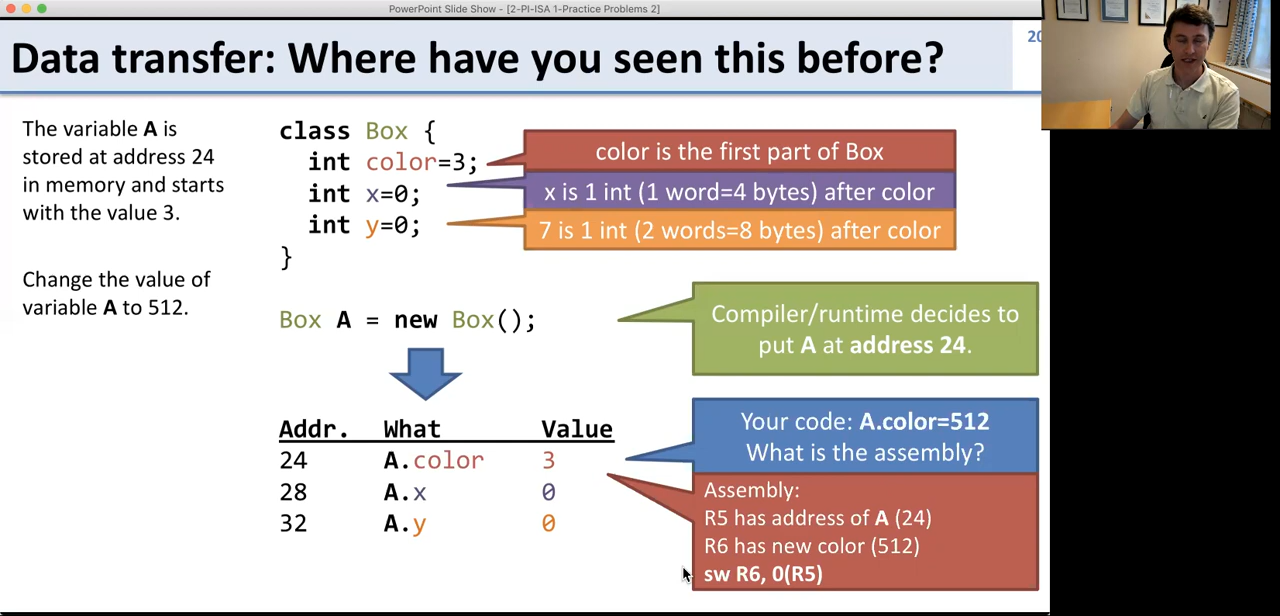 PowerPoint Slide Show - [2-PI-ISA 1-Practice Problems 2]
Data transfer: Where have you seen this before?
20
The variable A is
stored at address 24
in memory and starts
with the value 3.
Change the value of
variable A to 512.
class Box {
int color=3;
int x=0;
int y=0;
}
color is the first part of Box
x is 1 int (1 word=4 bytes) after color
7 is 1 int (2 words=8 bytes) after color
Box A = new Box();
Compiler/runtime decides to
put A at address 24.
Addr. What Value
24 A.color 3
28 A.x 0
32 A.y 0
Your code: A.color=512
What is the assembly?
Assembly:
R5 has address of A (24)
R6 has new color (512)
sw R6, 0(R5)